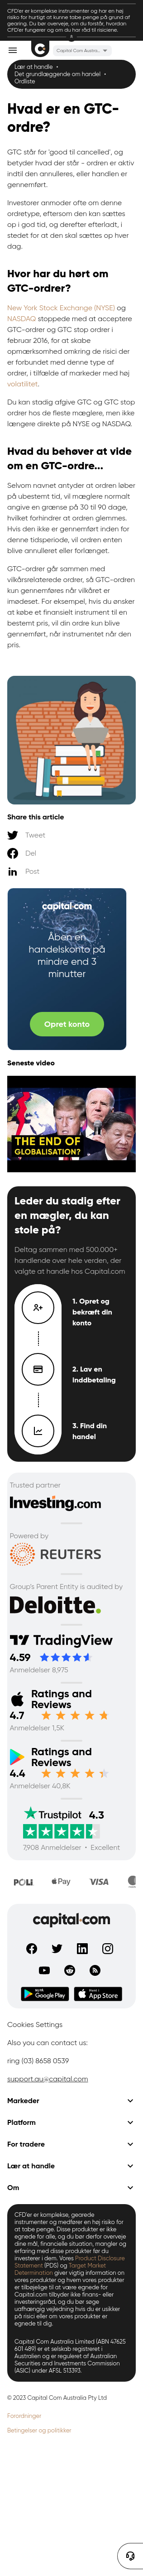 CFD'er er komplekse instrumenter og har en høj
risiko for hurtigt at kunne tabe penge på grund af
gearing. Du bør overveje, om du forstår, hvordan
CFD'er fungerer og om du har råd til risiciene.
Capital Com Austra...
Lær at handle •
Det grundlæggende om handel •
Ordliste
Hvad er en GTC-
ordre?
GTC står for 'good til cancelled', og
betyder hvad det står - ordren er aktiv
indtil den annulleres, eller handlen er
gennemført.
Investorer anmoder ofte om denne
ordretype, eftersom den kan sættes
op i god tid, og derefter efterladt, i
stedet for at den skal sættes op hver
dag.
Hvor har du hørt om
GTC-ordrer?
New York Stock Exchange (NYSE) og
NASDAQ stoppede med at acceptere
GTC-ordrer og GTC stop ordrer i
februar 2016, for at skabe
opmærksomhed omkring de risici der
er forbundet med denne type af
ordrer, i tilfælde af markeder med høj
volatilitet.
Du kan stadig afgive GTC og GTC stop
ordrer hos de fleste mæglere, men ikke
længere direkte på NYSE og NASDAQ.
Hvad du behøver at vide
om en GTC-ordre...
Selvom navnet antyder at ordren løber
på ubestemt tid, vil mæglere typisk
angive en grænse på 30 til 90 dage,
hvilket forhindrer at ordren glemmes.
Hvis den ikke er gennemført inden for
denne tidsperiode, vil ordren enten
blive annulleret eller forlænget.
GTC-ordrer går sammen med
vilkårsrelaterede ordrer, så GTC-ordren
kun gennemføres når vilkåret er
imødeset. For eksempel, hvis du ønsker
at købe et finansielt instrument til en
bestemt pris, vil din ordre kun blive
gennemført, når instrumentet når en
pris.
Share this article
Tweet
Del
Post
capital.com
Åben en
handelskonto på
mindre end 3
minutter
Opret konto
Seneste video
THE END OF
GLOBALISATION?
Leder du stadig efter
en mægler, du kan
stole på?
Deltag sammen med 500.000+
handlende over hele verden, der
valgte at handle hos Capital.com
1. Opret og
bekræft din
konto
2. Lav en
inddbetaling
3. Find din
handel
Trusted partner
Investing.com
Powered by
REUTERS
Group's Parent Entity is audited by
Deloitte.
TradingView
4.59
Anmeldelser 8,975
Ratings and
Reviews
4.7
Anmeldelser 1,5K
Ratings and
Reviews
4.4
Anmeldelser 40,8K
Trustpilot 4.3
7,908 Anmeldelser • Excellent
POLi
Pay
VISA
capital.com
GET IT ON
Google Play
Download on the
App Store
Cookies Settings
Also you can contact us:
ring (03) 8658 0539
support.au@capital.com
Markeder
Platform
For tradere
Lær at handle
Om
CFD'er er komplekse, gearede
instrumenter og medfører en høj risiko for
at tabe penge. Disse produkter er ikke
egnede for alle, og du bør derfor overveje
dine mål, finansielle situation, mangler og
erfaring med disse produkter før du
investerer i dem. Vores Product Disclosure
Statement (PDS) og Target Market
Determination giver vigtig information om
vores produkter og hvem vores produkter
er tilbøjelige til at være egnede for.
Capital.com tilbyder ikke finans- eller
investeringsråd, og du bør søge
uafhængig vejledning hvis du er usikker
på risici eller om vores produkter er
egnede til dig.
Capital Com Australia Limited (ABN 47625
601 489) er et selskab registreret i
Australien og er reguleret af Australian
Securities and Investments Commission
(ASIC) under AFSL 513393.
© 2023 Capital Com Australia Pty Ltd
Forordninger
Betingelser og politikker